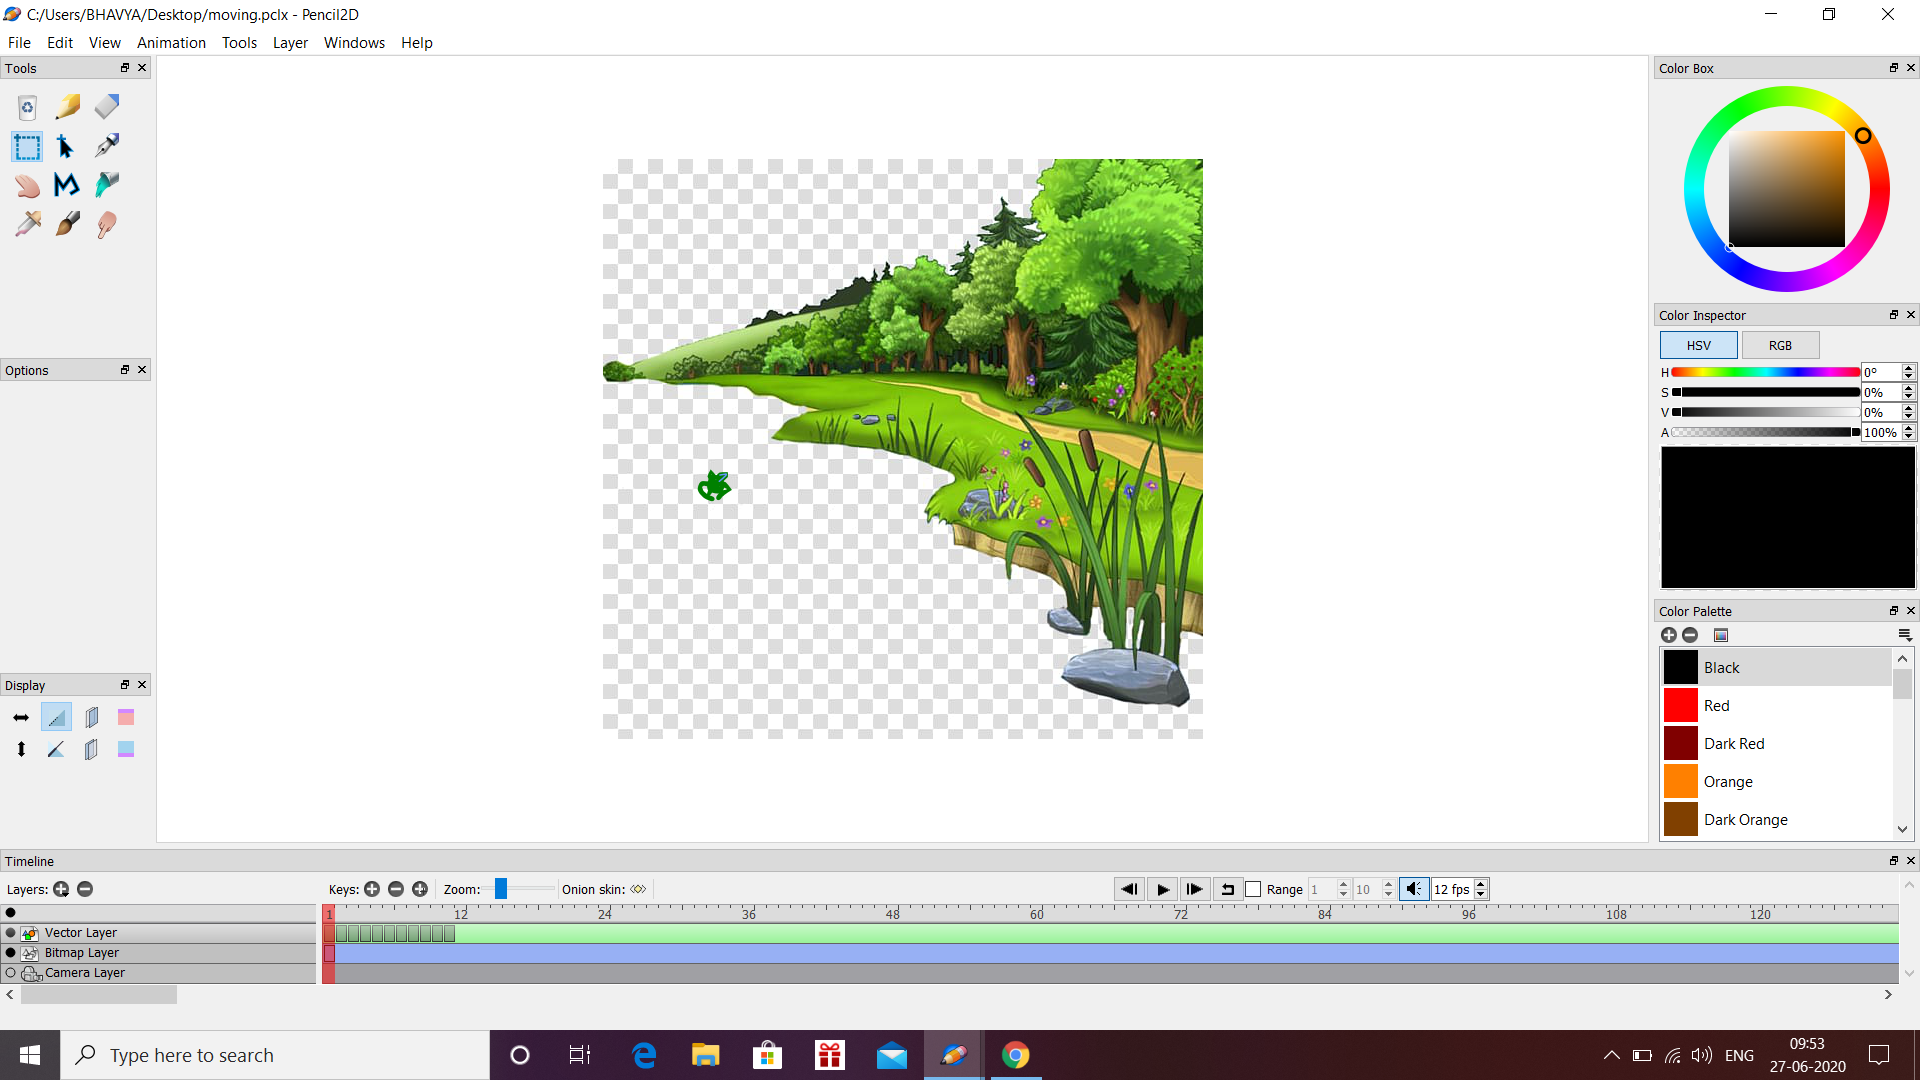 C:/Users/BHAVYA/Desktop/moving.pclx - Pencil2D
File Edit View Animation Tools Layer Windows Help
Tools
Options
Display
Color Box
Color Inspector
HSV RGB
H 0°
S 0%
V 0%
A 100%
Color Palette
Black
Red
Dark Red
Orange
Dark Orange
Timeline
Layers: Keys: Zoom: Onion skin: Range 1 10 12 fps
1 12 24 36 48 60 72 84 96 108 120
Vector Layer
Bitmap Layer
Camera Layer
Type here to search
ENG
09:53
27-06-2020